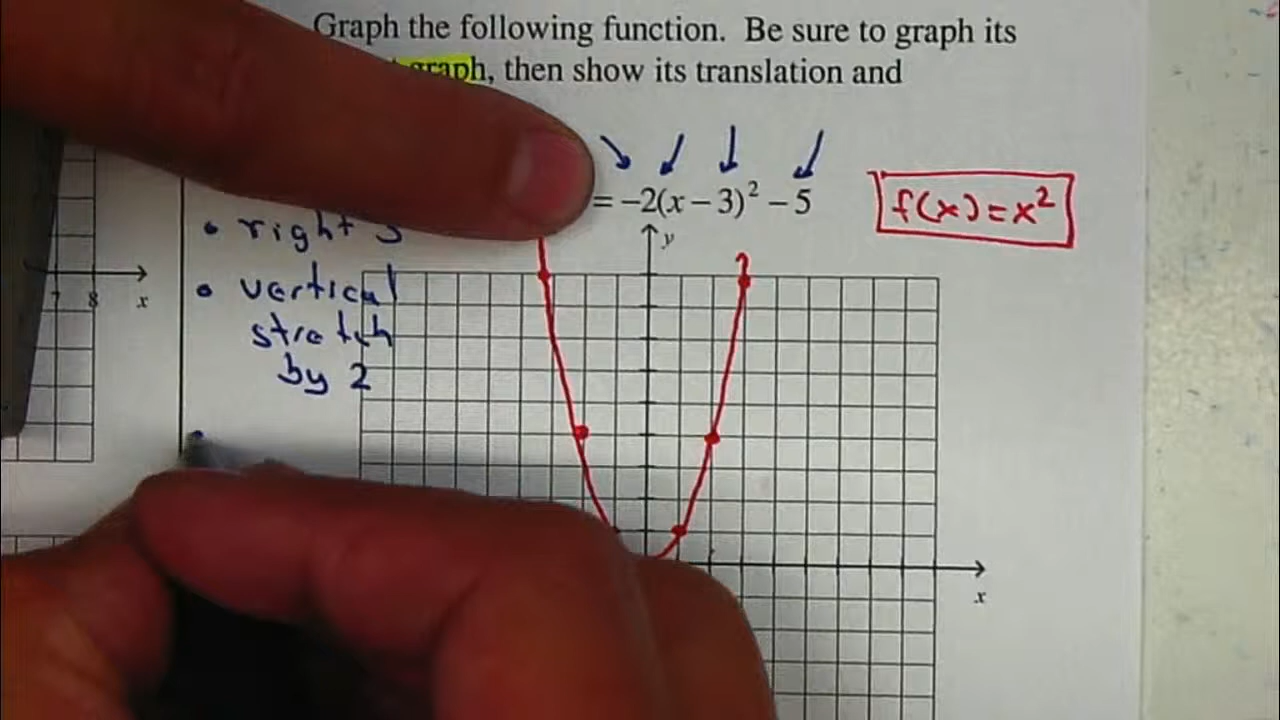 Graph the following function. Be sure to graph its
graph, then show its translation and
= −2(x − 3)² − 5
f(x) = x²
y
• right 3
• vertical
stretch
by 2
•
7 8 x
x